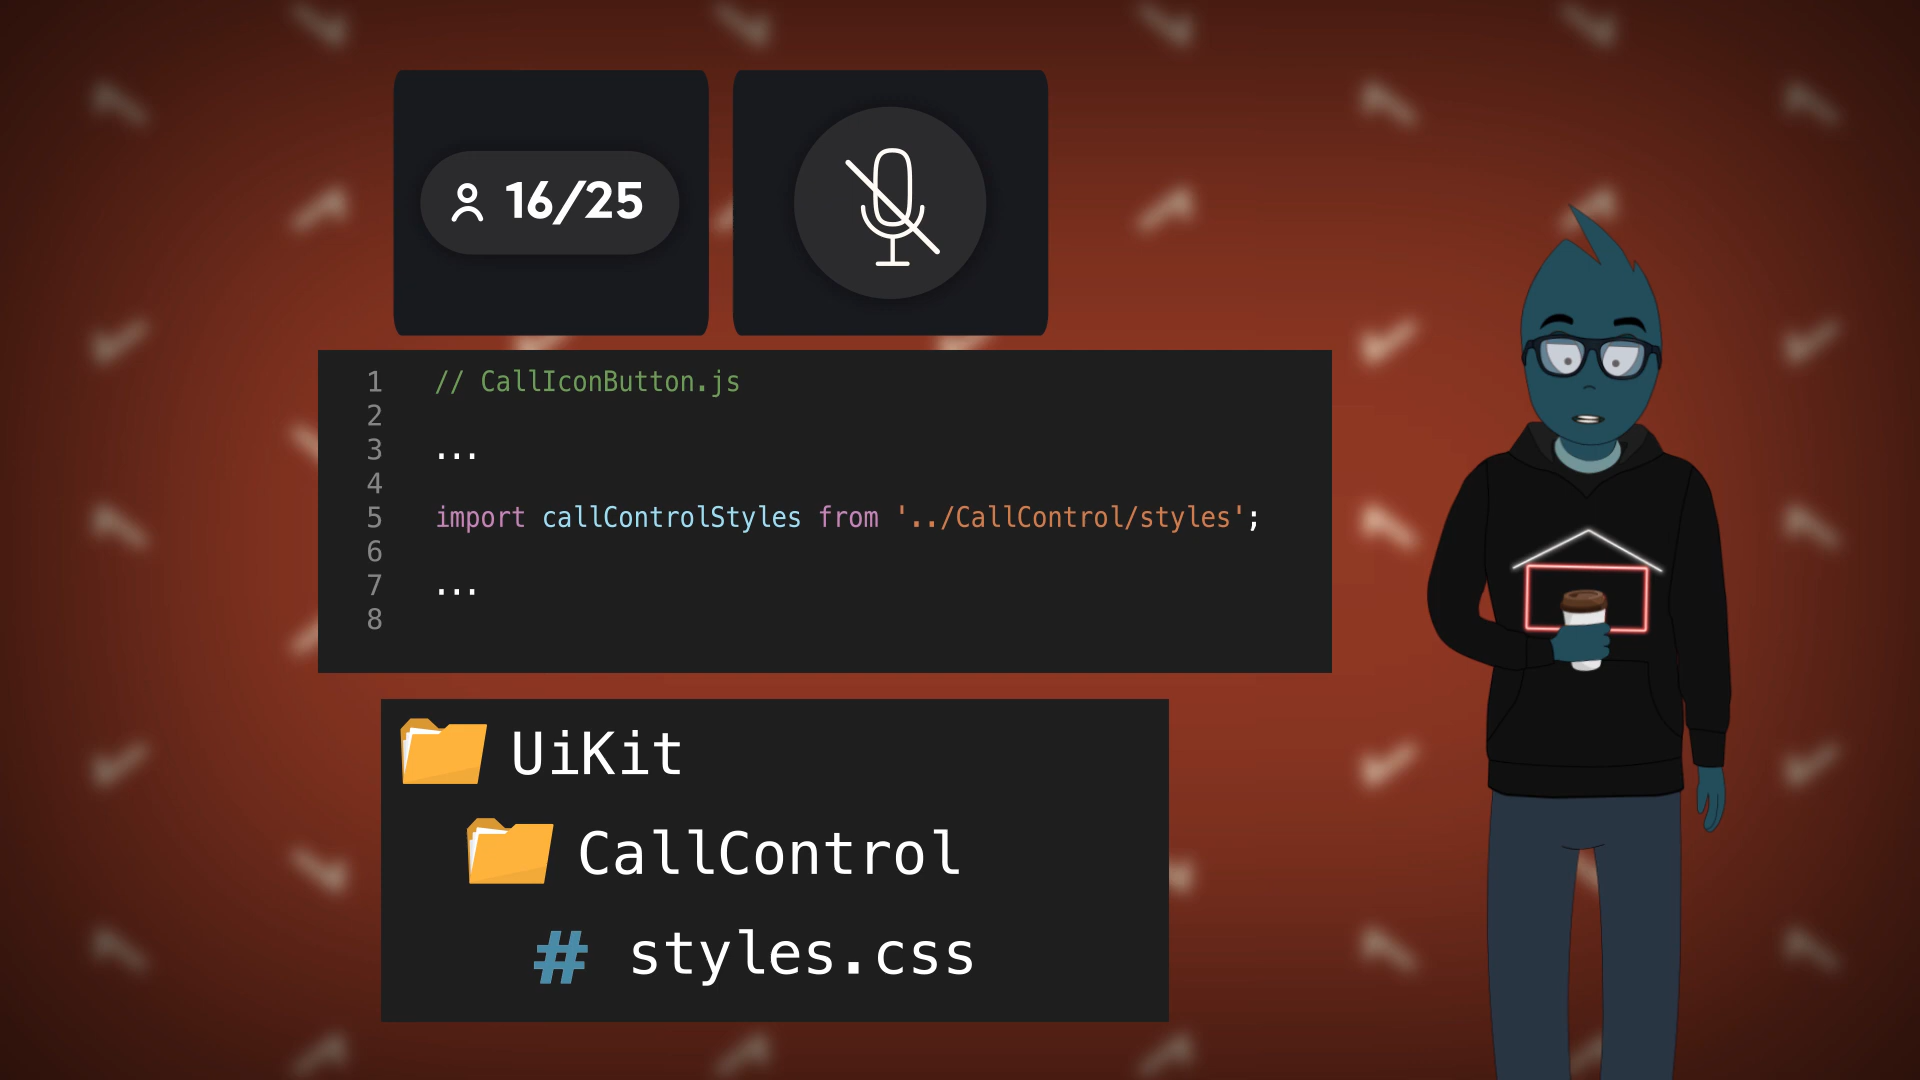 16/25
1 // CallIconButton.js
2
3 ...
4
5 import callControlStyles from '../CallControl/styles';
6
7 ...
8
UiKit
CallControl
# styles.css